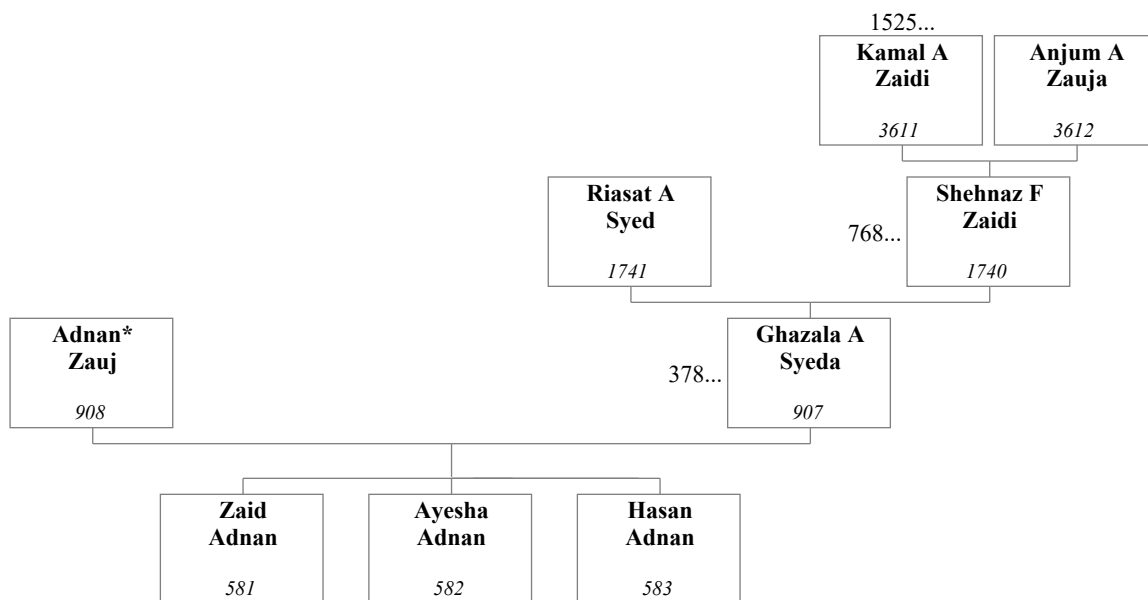 1525...
Kamal A
Zaidi
3611
Anjum A
Zauja
3612
Riasat A
Syed
1741
768...
Shehnaz F
Zaidi
1740
Adnan*
Zauj
908
378...
Ghazala A
Syeda
907
Zaid
Adnan
581
Ayesha
Adnan
582
Hasan
Adnan
583